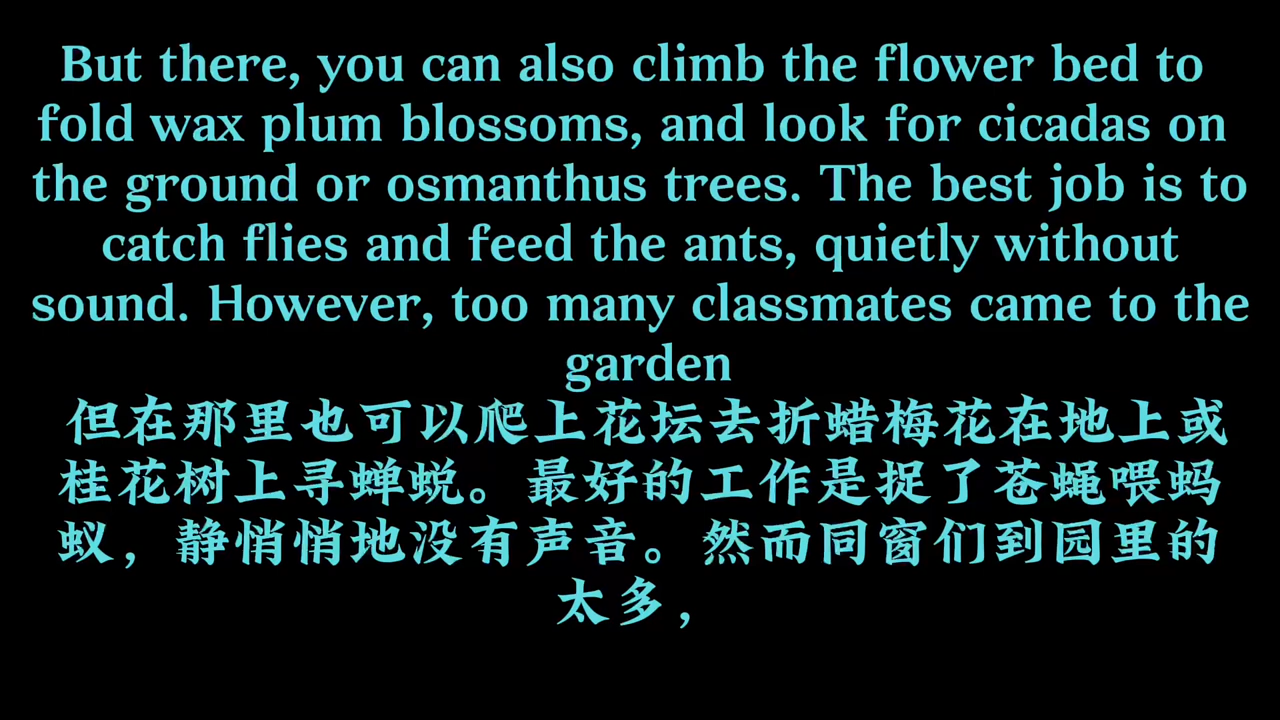 But there, you can also climb the flower bed to
fold wax plum blossoms, and look for cicadas on
the ground or osmanthus trees. The best job is to
catch flies and feed the ants, quietly without
sound. However, too many classmates came to the
garden
但在那里也可以爬上花坛去折蜡梅花在地上或
桂花树上寻蝉蜕。最好的工作是捉了苍蝇喂蚂
蚁，静悄悄地没有声音。然而同窗们到园里的
太多，